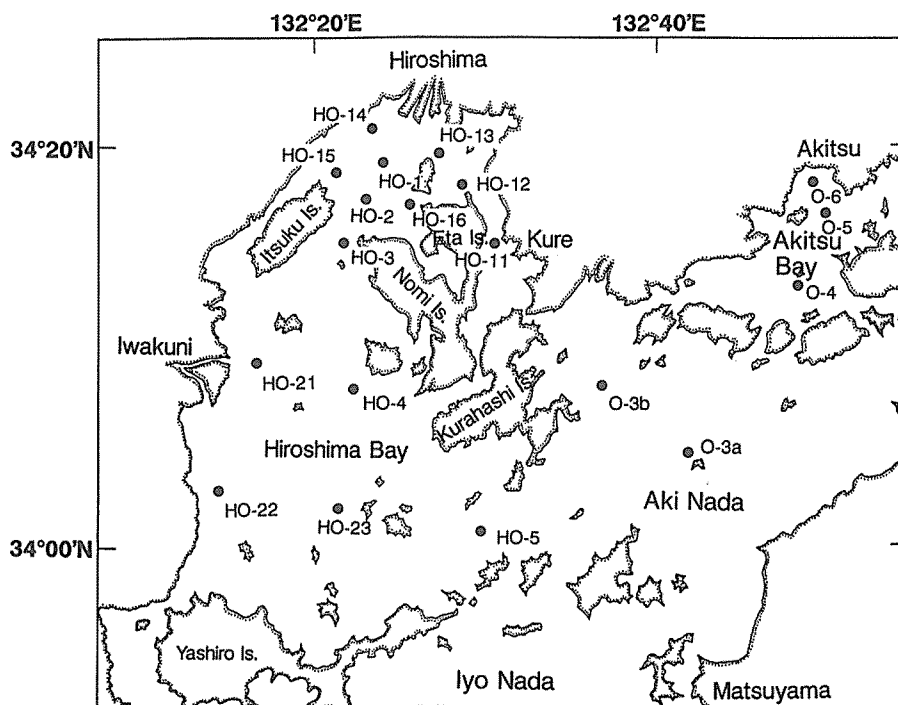 132°20'E
132°40'E
Hiroshima
HO-14
HO-13
34°20'N
Akitsu
HO-15
HO-1
HO-12
O-6
HO-2
HO-16
O-5
Itsuku Is.
Eta Is.
Kure
Akitsu
Bay
HO-3
HO-11
Nomi Is.
O-4
Iwakuni
HO-21
HO-4
Kurahashi Is.
O-3b
Hiroshima Bay
O-3a
HO-22
HO-23
Aki Nada
HO-5
34°00'N
Yashiro Is.
Iyo Nada
Matsuyama